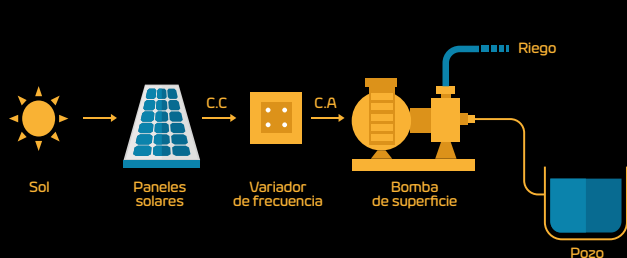 Riego
C.C
C.A
Sol
Paneles
solares
Variador
de frecuencia
Bomba
de superficie
Pozo